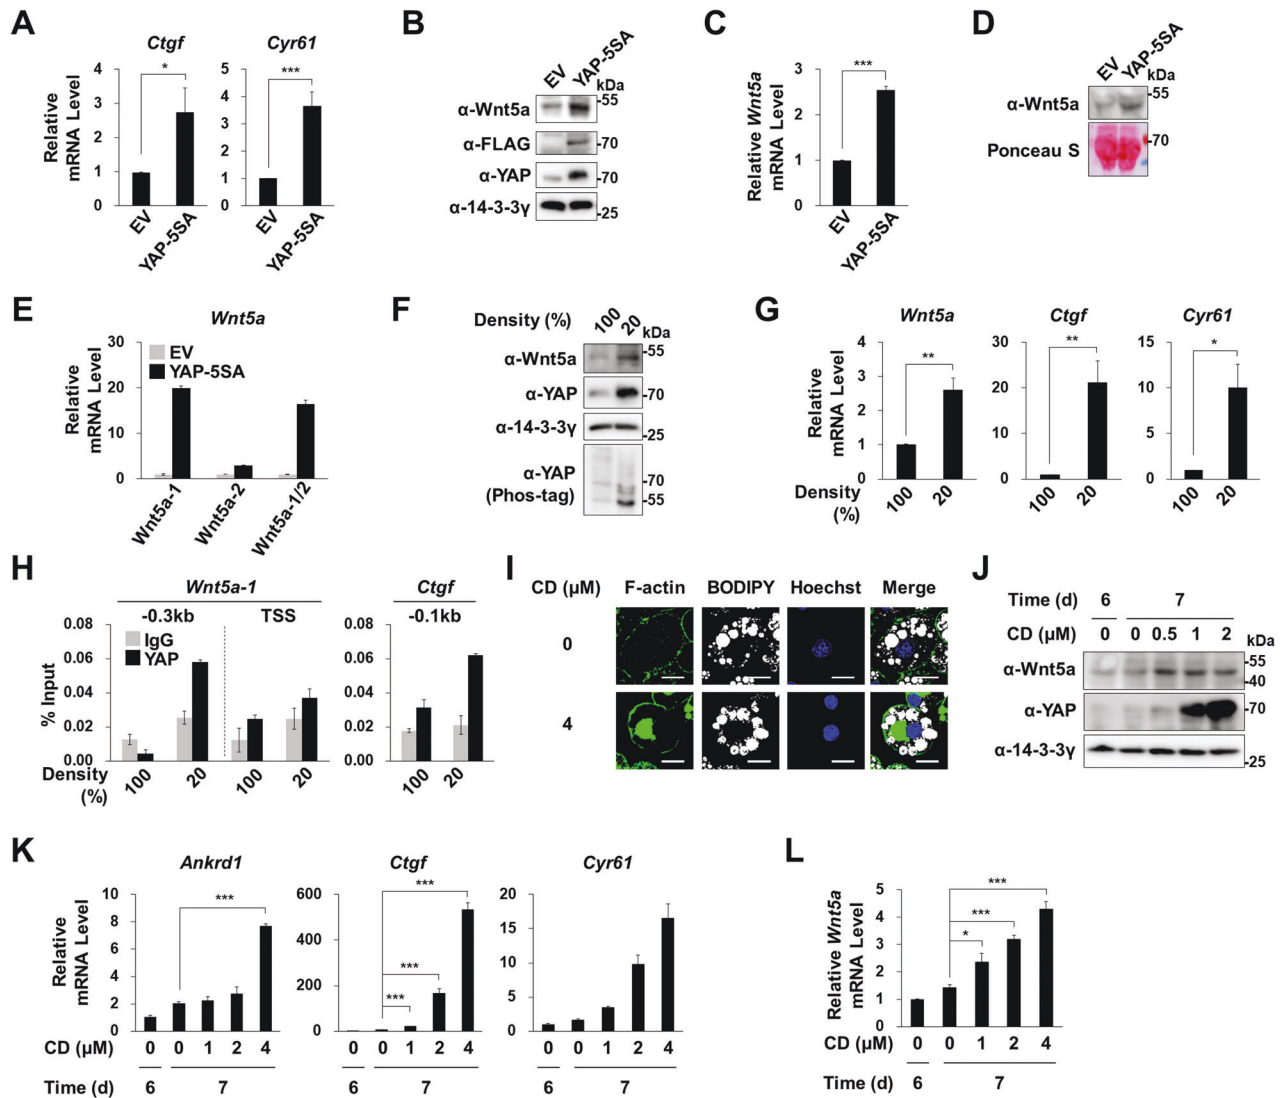 A
Ctgf
Cyr61
Relative
mRNA Level
4
3
2
1
0
5
4
3
2
1
0
*
***
EV
YAP-5SA
EV
YAP-5SA
B
EV
YAP-5SA
kDa
α-Wnt5a
-55
α-FLAG
-70
α-YAP
-70
α-14-3-3γ
-25
C
Relative Wnt5a
mRNA Level
3
2
1
0
***
EV
YAP-5SA
D
EV
YAP-5SA
kDa
α-Wnt5a
-55
Ponceau S
-70
E
Wnt5a
Relative
mRNA Level
30
20
10
0
EV
YAP-5SA
Wnt5a-1
Wnt5a-2
Wnt5a-1/2
F
Density (%)
100
20
kDa
α-Wnt5a
-55
α-YAP
-70
α-14-3-3γ
-25
α-YAP
(Phos-tag)
-70
-55
G
Wnt5a
Ctgf
Cyr61
Relative
mRNA Level
4
3
2
1
0
**
30
20
10
0
**
15
10
5
0
*
Density
(%)
100
20
100
20
100
20
H
Wnt5a-1
Ctgf
-0.3kb
TSS
-0.1kb
% Input
0.08
0.06
0.04
0.02
0.00
IgG
YAP
0.08
0.06
0.04
0.02
0.00
Density
(%)
100
20
100
20
100
20
I
CD (μM)
F-actin
BODIPY
Hoechst
Merge
0
4
J
Time (d)
6
7
CD (μM)
0
0
0.5
1
2
kDa
α-Wnt5a
-55
-40
α-YAP
-70
α-14-3-3γ
-25
K
Ankrd1
Ctgf
Cyr61
Relative
mRNA Level
10
8
6
4
2
0
***
600
400
200
0
***
***
***
20
15
10
5
0
CD (μM)
0
0
1
2
4
0
0
1
2
4
0
0
1
2
4
Time (d)
6
7
6
7
6
7
L
Relative Wnt5a
mRNA Level
5
4
3
2
1
0
***
***
*
CD (μM)
0
0
1
2
4
Time (d)
6
7